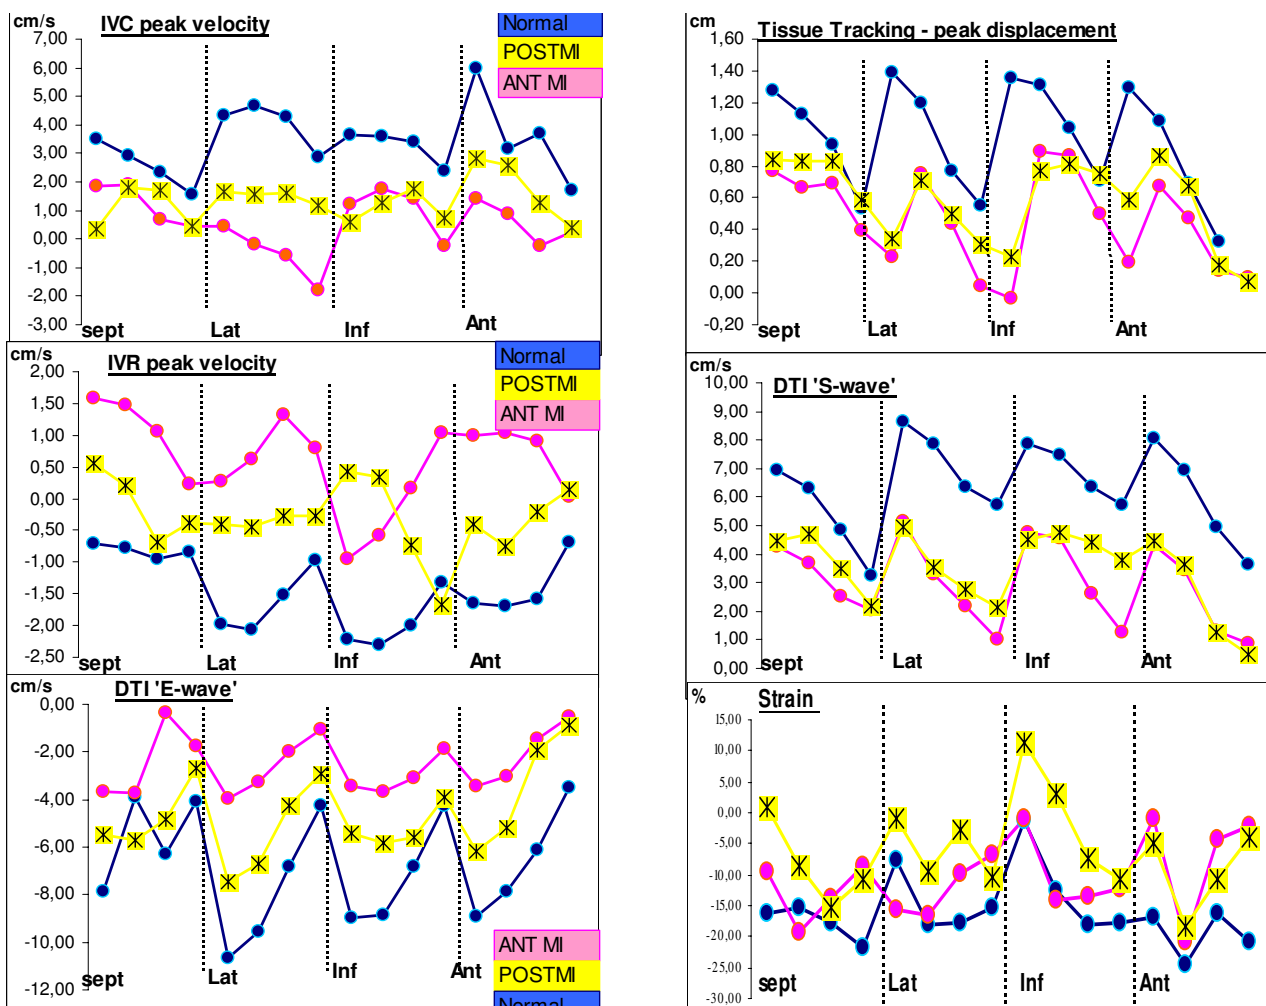 cm/s
IVC peak velocity
Normal
POSTMI
ANT MI
7,00
6,00
5,00
4,00
3,00
2,00
1,00
0,00
-1,00
-2,00
-3,00
sept
Lat
Inf
Ant
cm
Tissue Tracking - peak displacement
1,60
1,40
1,20
1,00
0,80
0,60
0,40
0,20
0,00
-0,20
sept
Lat
Inf
Ant
cm/s
IVR peak velocity
Normal
POSTMI
ANT MI
2,00
1,50
1,00
0,50
0,00
-0,50
-1,00
-1,50
-2,00
-2,50
sept
Lat
Inf
Ant
cm/s
DTI 'S-wave'
10,00
9,00
8,00
7,00
6,00
5,00
4,00
3,00
2,00
1,00
0,00
sept
Lat
Inf
Ant
cm/s
DTI 'E-wave'
0,00
-2,00
-4,00
-6,00
-8,00
-10,00
-12,00
sept
Lat
Inf
Ant
ANT MI
POSTMI
Normal
%
Strain
15,00
10,00
5,00
0,00
-5,00
-10,00
-15,00
-20,00
-25,00
-30,00
sept
Lat
Inf
Ant